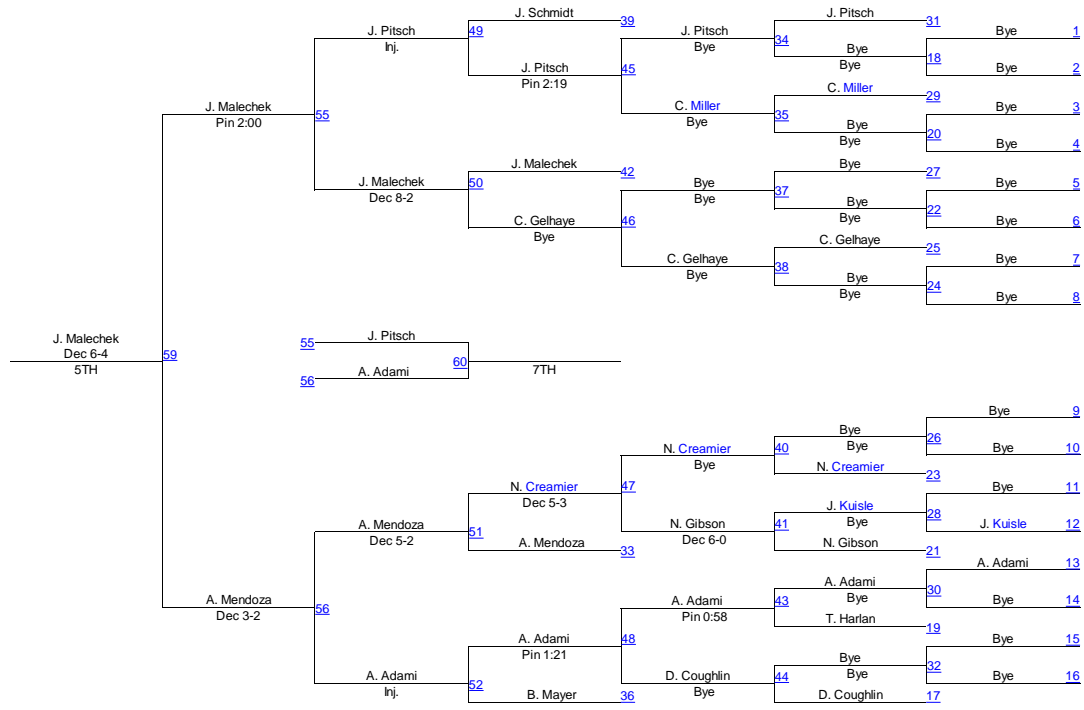 J. Schmidt 39 J. Pitsch 31
J. Pitsch 49 J. Pitsch 34 Bye 1
Inj. Bye Bye 18
J. Pitsch 45 Bye Bye 2
Pin 2:19
C. Miller 29
J. Malechek C. Miller 35 Bye 3
Pin 2:00 55 Bye Bye 20
Bye Bye 4
J. Malechek 42 Bye 27
J. Malechek 50 Bye 37 Bye 5
Dec 8-2 Bye Bye 22
C. Gelhaye 46 Bye Bye 6
Bye
C. Gelhaye 25
C. Gelhaye 38 Bye 7
Bye Bye 24
Bye Bye 8
J. Malechek 55 J. Pitsch
Dec 6-4 59 60
5TH 7TH
56 A. Adami
Bye 9
Bye 26
N. Creamier 40 Bye Bye 10
Bye N. Creamier 23
N. Creamier 47 Bye 11
Dec 5-3 J. Kuisle 28
A. Mendoza N. Gibson 41 Bye J. Kuisle 12
Dec 5-2 51 Dec 6-0
A. Mendoza 33 N. Gibson 21
A. Adami 13
A. Adami 30
A. Mendoza A. Adami 43 Bye Bye 14
Dec 3-2 56 Pin 0:58
T. Harlan 19
A. Adami 48 Bye 15
Pin 1:21 Bye 32
A. Adami 52 D. Coughlin 44 Bye Bye 16
Inj. Bye
B. Mayer 36 D. Coughlin 17